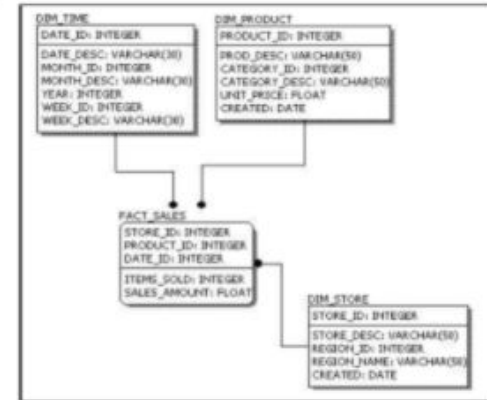 DIM_TIME
DATE_ID: INTEGER
DATE_DESC: VARCHAR(30)
MONTH_ID: INTEGER
MONTH_DESC: VARCHAR(30)
YEAR: INTEGER
WEEK_ID: INTEGER
WEEK_DESC: VARCHAR(30)
DIM_PRODUCT
PRODUCT_ID: INTEGER
PROD_DESC: VARCHAR(50)
CATEGORY_ID: INTEGER
CATEGORY_DESC: VARCHAR(50)
UNIT_PRICE: FLOAT
CREATED: DATE
FACT_SALES
STORE_ID: INTEGER
PRODUCT_ID: INTEGER
DATE_ID: INTEGER
ITEMS_SOLD: INTEGER
SALES_AMOUNT: FLOAT
DIM_STORE
STORE_ID: INTEGER
STORE_DESC: VARCHAR(50)
REGION_ID: INTEGER
REGION_NAME: VARCHAR(50)
CREATED: DATE